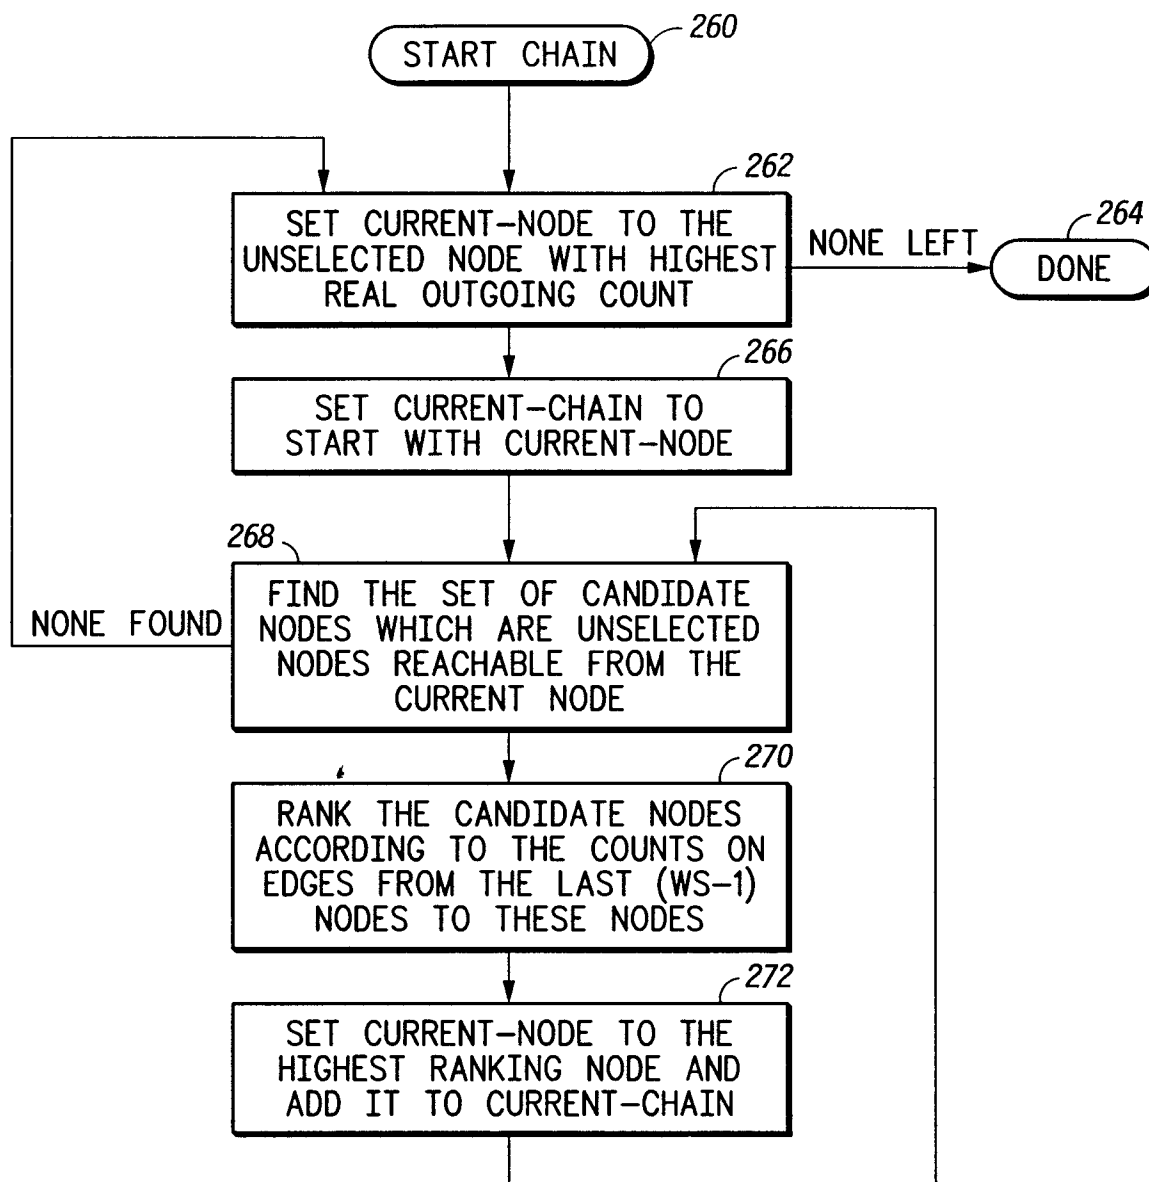 260
START CHAIN
262
SET CURRENT-NODE TO THE
UNSELECTED NODE WITH HIGHEST
REAL OUTGOING COUNT
NONE LEFT
264
DONE
266
SET CURRENT-CHAIN TO
START WITH CURRENT-NODE
268
FIND THE SET OF CANDIDATE
NODES WHICH ARE UNSELECTED
NODES REACHABLE FROM THE
CURRENT NODE
NONE FOUND
270
RANK THE CANDIDATE NODES
ACCORDING TO THE COUNTS ON
EDGES FROM THE LAST (WS-1)
NODES TO THESE NODES
272
SET CURRENT-NODE TO THE
HIGHEST RANKING NODE AND
ADD IT TO CURRENT-CHAIN